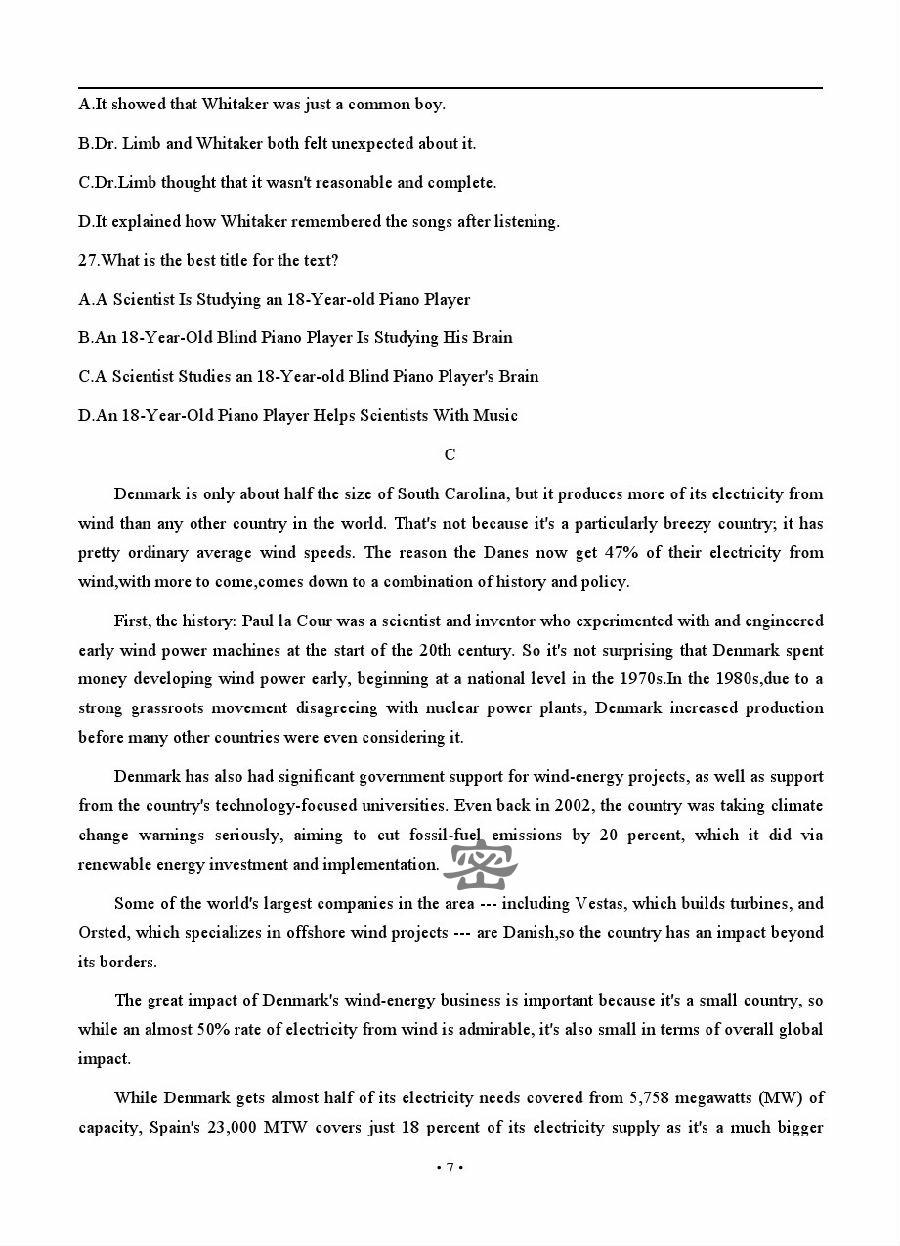 A.It showed that Whitaker was just a common boy.
B.Dr. Limb and Whitaker both felt unexpected about it.
C.Dr.Limb thought that it wasn't reasonable and complete.
D.It explained how Whitaker remembered the songs after listening.
27.What is the best title for the text?
A.A Scientist Is Studying an 18-Year-old Piano Player
B.An 18-Year-Old Blind Piano Player Is Studying His Brain
C.A Scientist Studies an 18-Year-old Blind Piano Player's Brain
D.An 18-Year-Old Piano Player Helps Scientists With Music
C
Denmark is only about half the size of South Carolina, but it produces more of its electricity from
wind than any other country in the world. That's not because it's a particularly breezy country; it has
pretty ordinary average wind speeds. The reason the Danes now get 47% of their electricity from
wind,with more to come,comes down to a combination of history and policy.
First, the history: Paul la Cour was a scientist and inventor who experimented with and engineered
early wind power machines at the start of the 20th century. So it's not surprising that Denmark spent
money developing wind power early, beginning at a national level in the 1970s.In the 1980s,due to a
strong grassroots movement disagreeing with nuclear power plants, Denmark increased production
before many other countries were even considering it.
Denmark has also had significant government support for wind-energy projects, as well as support
from the country's technology-focused universities. Even back in 2002, the country was taking climate
change warnings seriously, aiming to cut fossil-fuel emissions by 20 percent, which it did via
renewable energy investment and implementation.
密
Some of the world's largest companies in the area --- including Vestas, which builds turbines, and
Orsted, which specializes in offshore wind projects --- are Danish,so the country has an impact beyond
its borders.
The great impact of Denmark's wind-energy business is important because it's a small country, so
while an almost 50% rate of electricity from wind is admirable, it's also small in terms of overall global
impact.
While Denmark gets almost half of its electricity needs covered from 5,758 megawatts (MW) of
capacity, Spain's 23,000 MTW covers just 18 percent of its electricity supply as it's a much bigger
• 7 •